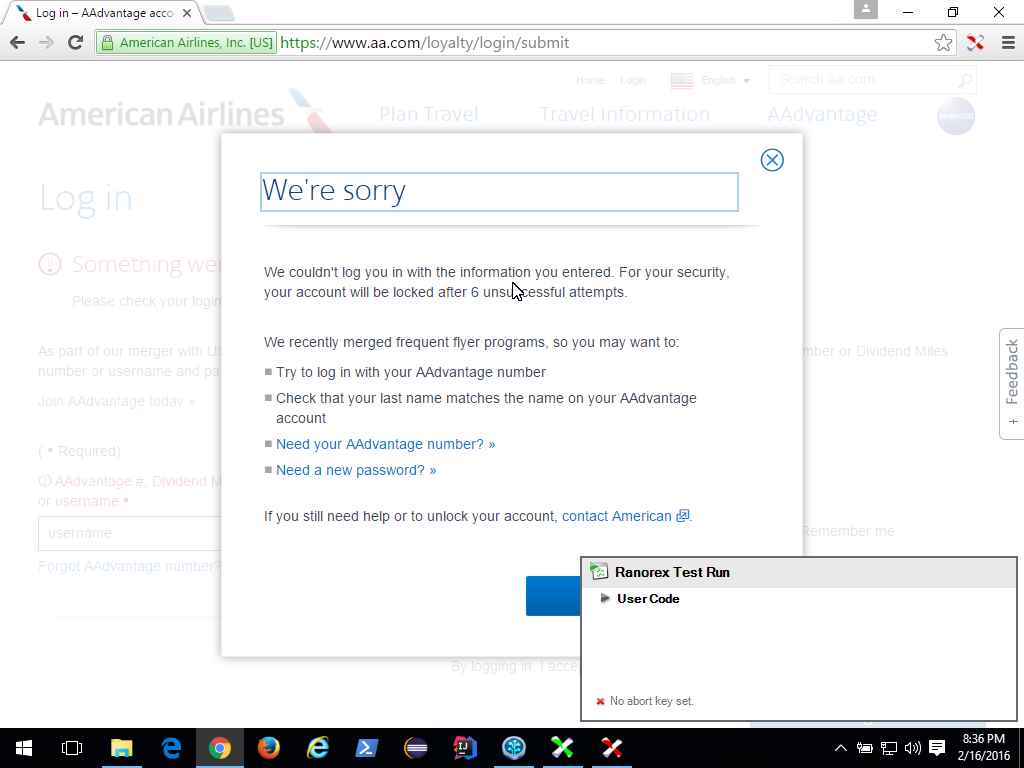 Log in – AAdvantage acco
American Airlines, Inc. [US]
https://www.aa.com/loyalty/login/submit
Home
Login
English
Search aa.com
American Airlines
Plan Travel
Travel Information
AAdvantage
Log in
We're sorry
Something we
Please check your login
We couldn't log you in with the information you entered. For your security,
your account will be locked after 6 unsuccessful attempts.
As part of our merger with US
mber or Dividend Miles
number or username and pa
Join AAdvantage today »
We recently merged frequent flyer programs, so you may want to:
Try to log in with your AAdvantage number
Check that your last name matches the name on your AAdvantage
account
Need your AAdvantage number? »
Need a new password? »
If you still need help or to unlock your account, contact American.
( • Required)
AAdvantage #, Dividend M
or username •
username
Remember me
Forgot AAdvantage number?
By logging in, I acce
+ Feedback
Ranorex Test Run
User Code
No abort key set.
8:36 PM
2/16/2016